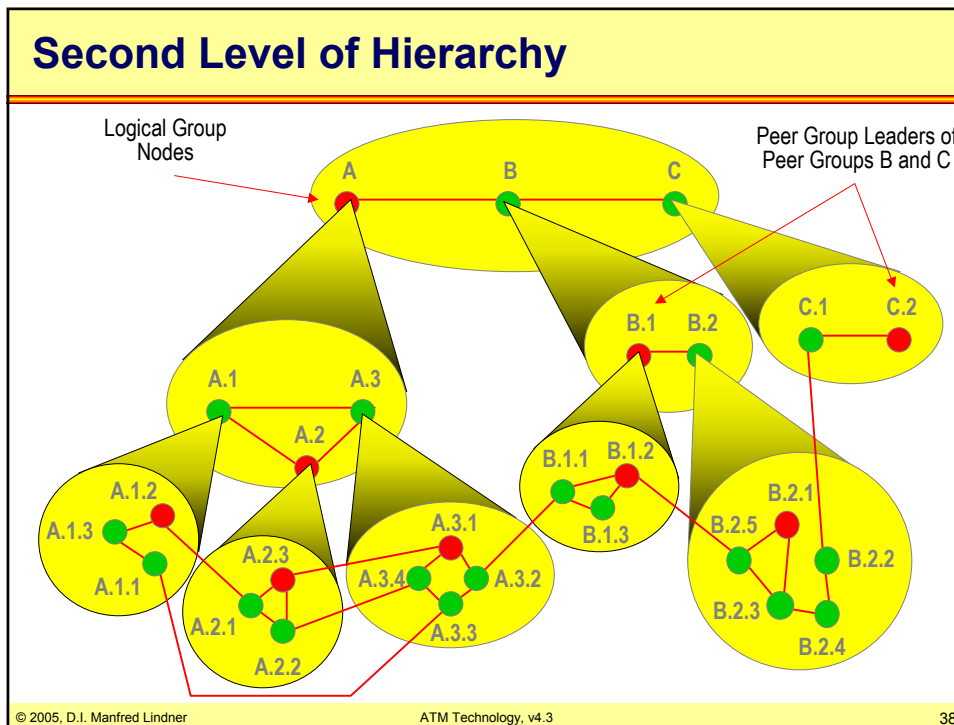 Second Level of Hierarchy
Logical Group
Nodes
Peer Group Leaders of
Peer Groups B and C
A
B
C
B.1
B.2
C.1
C.2
A.1
A.3
A.2
B.1.1
B.1.2
B.1.3
A.1.2
A.1.3
A.1.1
A.2.3
A.2.1
A.2.2
A.3.1
A.3.4
A.3.2
A.3.3
B.2.1
B.2.5
B.2.2
B.2.3
B.2.4
© 2005, D.I. Manfred Lindner
ATM Technology, v4.3
38